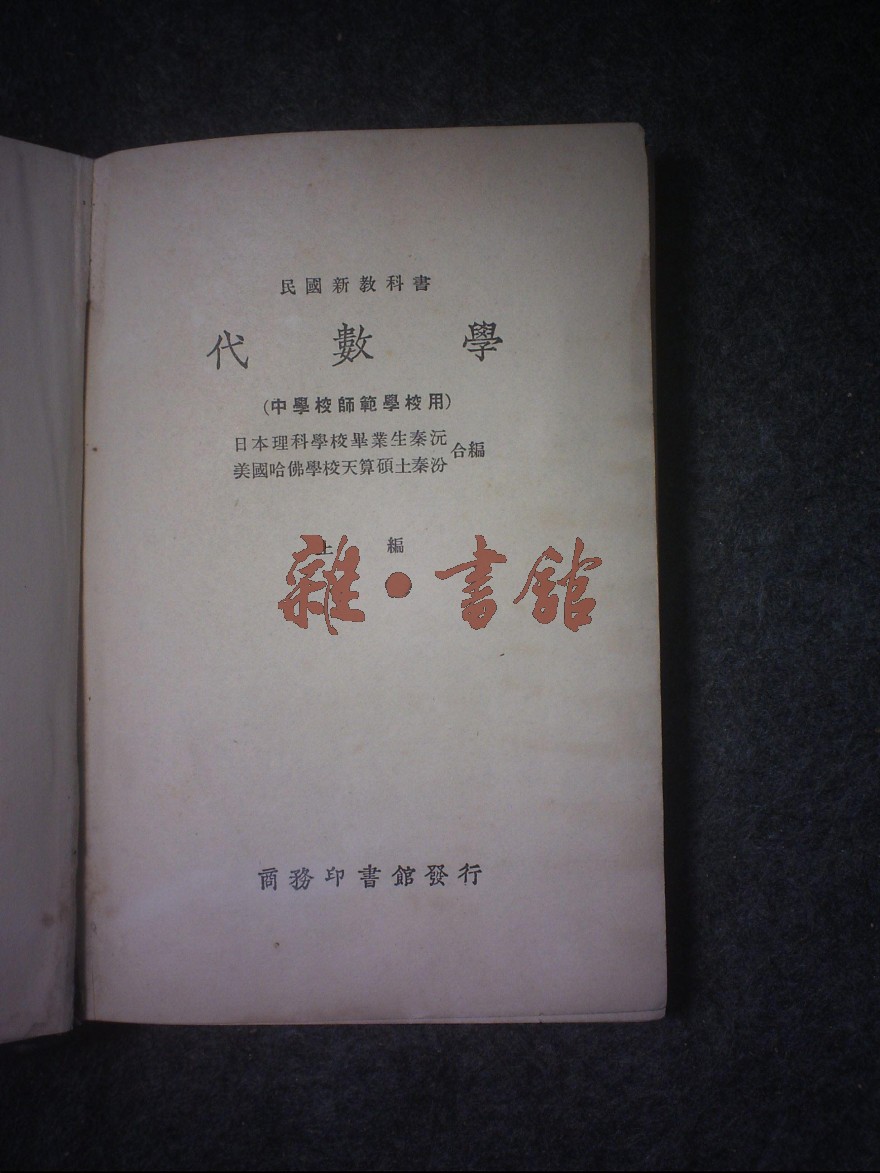 民國新教科書
代數學
(中學校師範學校用)
日本理科學校畢業生秦沅
美國哈佛學校天算碩士秦汾
合編
上編
雜·書館
商務印書館發行